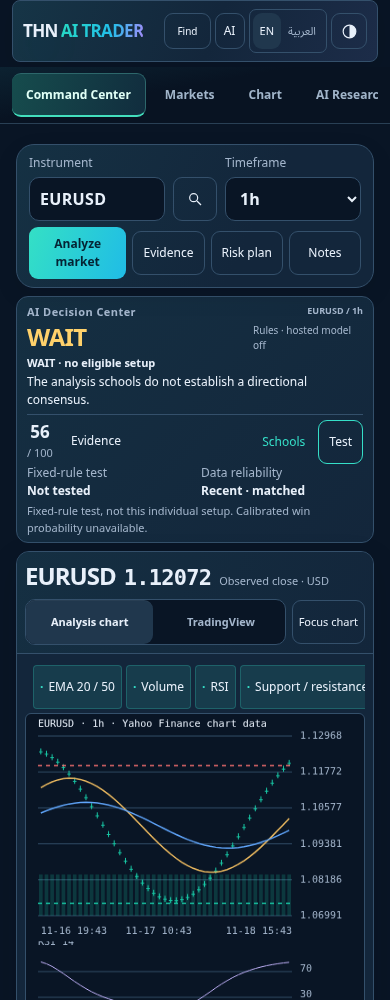 THN AI TRADER
Find
AI
EN
العربية
Command Center
Markets
Chart
AI Researc
Instrument
Timeframe
EURUSD
1h
Analyze
market
Evidence
Risk plan
Notes
AI Decision Center
EURUSD / 1h
WAIT
Rules · hosted model
off
WAIT · no eligible setup
The analysis schools do not establish a directional
consensus.
56
/ 100
Evidence
Schools
Test
Fixed-rule test
Data reliability
Not tested
Recent · matched
Fixed-rule test, not this individual setup. Calibrated win
probability unavailable.
EURUSD 1.12072 Observed close · USD
Analysis chart
TradingView
Focus chart
· EMA 20 / 50
· Volume
· RSI
· Support / resistance
EURUSD · 1h · Yahoo Finance chart data
1.12968
1.11772
1.10577
1.09381
1.08186
1.06991
11-16 19:43
11-17 10:43
11-18 15:43
RSI 14
70
30